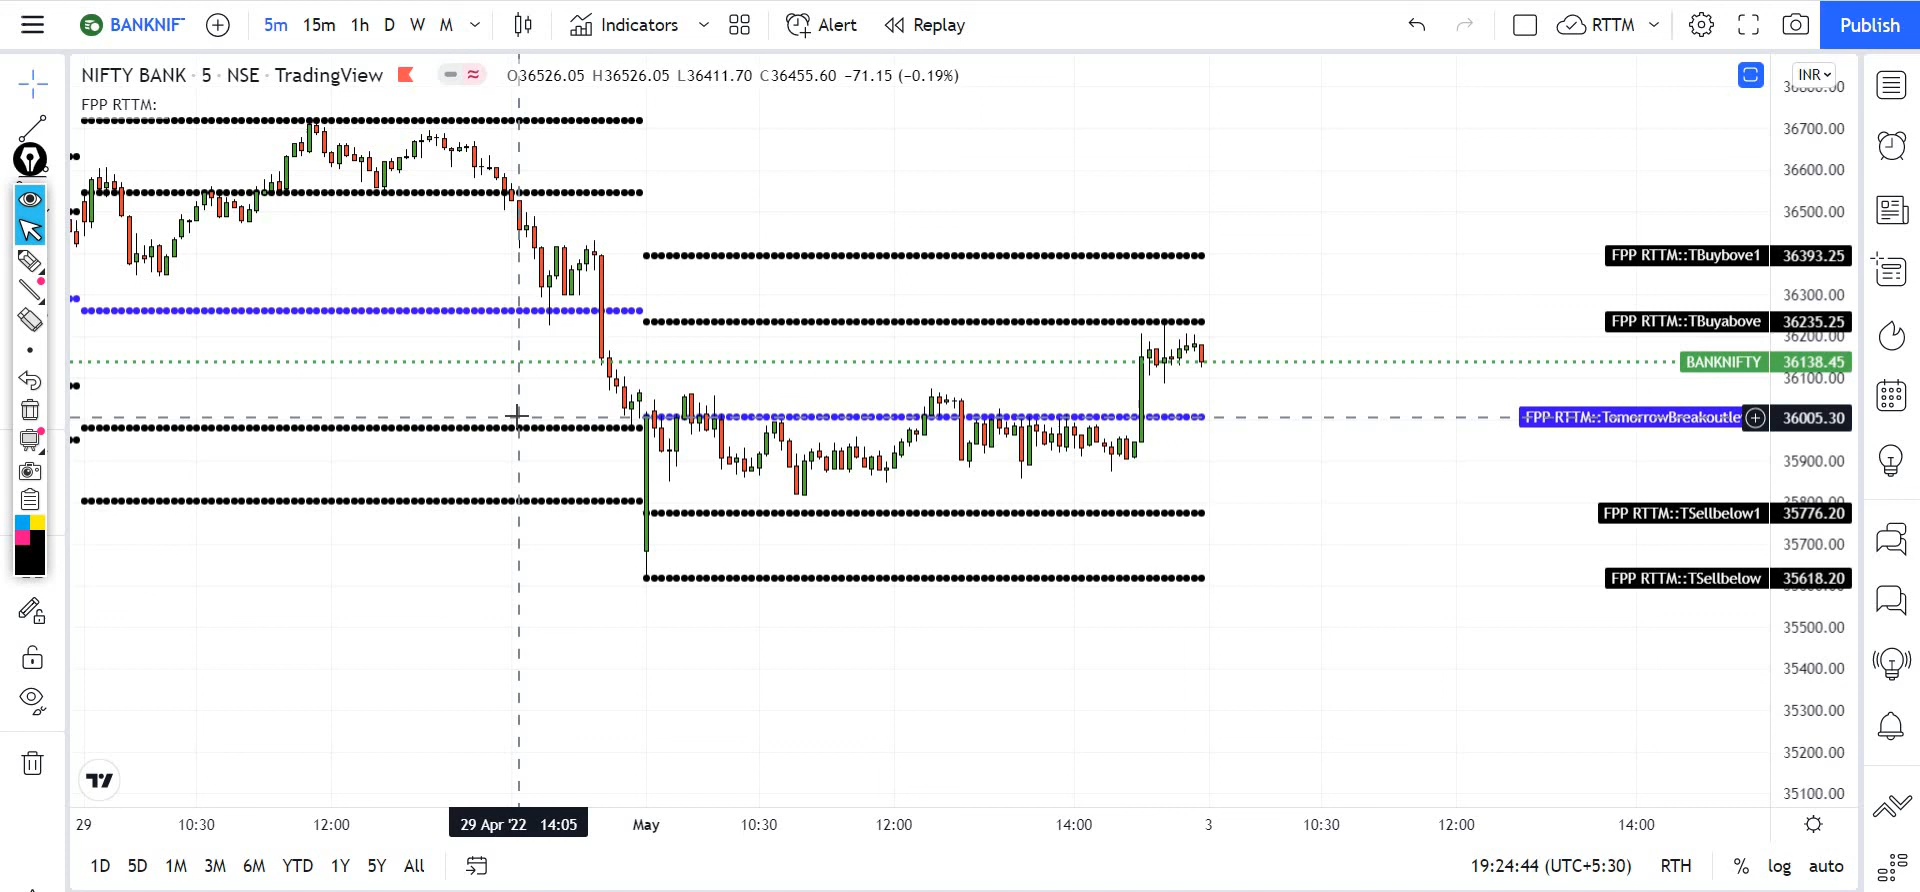 BANKNIF
5m 15m 1h D W M
Indicators
Alert
Replay
RTTM
Publish
NIFTY BANK · 5 · NSE · TradingView
O36526.05 H36526.05 L36411.70 C36455.60 −71.15 (−0.19%)
INR
FPP RTTM:
36700.00
36600.00
36500.00
FPP RTTM::TBuybove1 36393.25
36300.00
FPP RTTM::TBuyabove 36235.25
36200.00
BANKNIFTY 36138.45
36100.00
FPP-RTTM::TomorrowBreakoutle 36005.30
35900.00
35800.00
FPP RTTM::TSellbelow1 35776.20
35700.00
FPP RTTM::TSellbelow 35618.20
35500.00
35400.00
35300.00
35200.00
35100.00
29 10:30 12:00 29 Apr '22 14:05 May 10:30 12:00 14:00 3 10:30 12:00 14:00
1D 5D 1M 3M 6M YTD 1Y 5Y All
19:24:44 (UTC+5:30) RTH % log auto